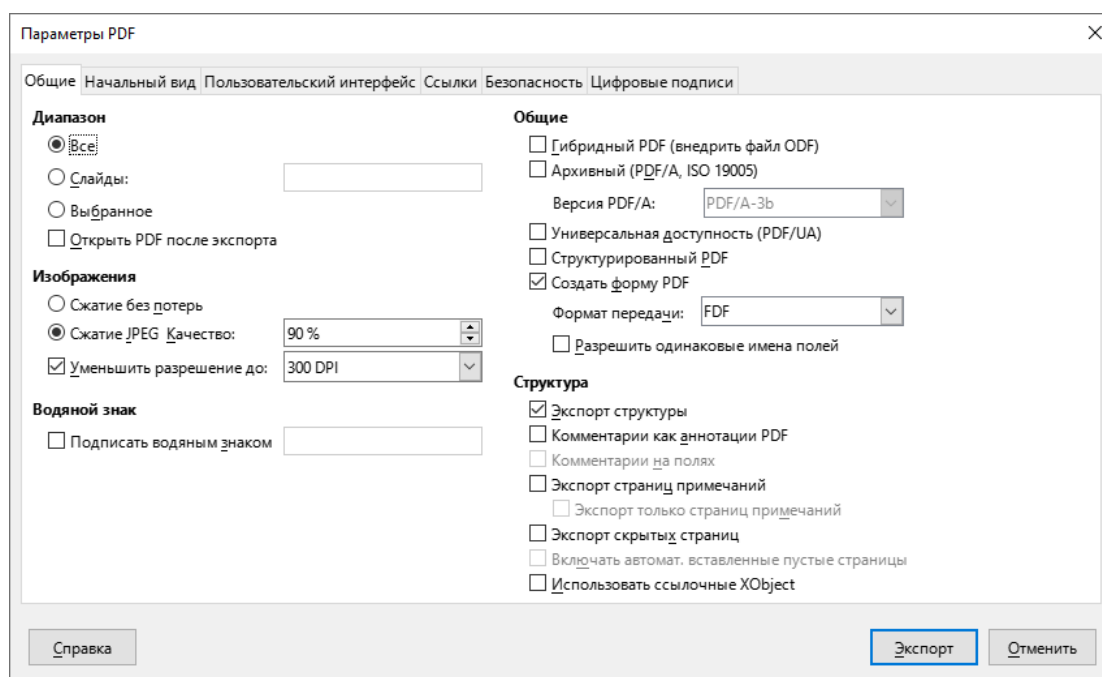 Параметры PDF
Общие Начальный вид Пользовательский интерфейс Ссылки Безопасность Цифровые подписи
Диапазон
Все
Слайды:
Выбранное
Открыть PDF после экспорта
Изображения
Сжатие без потерь
Сжатие JPEG Качество: 90 %
Уменьшить разрешение до: 300 DPI
Водяной знак
Подписать водяным знаком
Общие
Гибридный PDF (внедрить файл ODF)
Архивный (PDF/A, ISO 19005)
Версия PDF/A: PDF/A-3b
Универсальная доступность (PDF/UA)
Структурированный PDF
Создать форму PDF
Формат передачи: FDF
Разрешить одинаковые имена полей
Структура
Экспорт структуры
Комментарии как аннотации PDF
Комментарии на полях
Экспорт страниц примечаний
Экспорт только страниц примечаний
Экспорт скрытых страниц
Включать автомат. вставленные пустые страницы
Использовать ссылочные XObject
Справка
Экспорт
Отменить